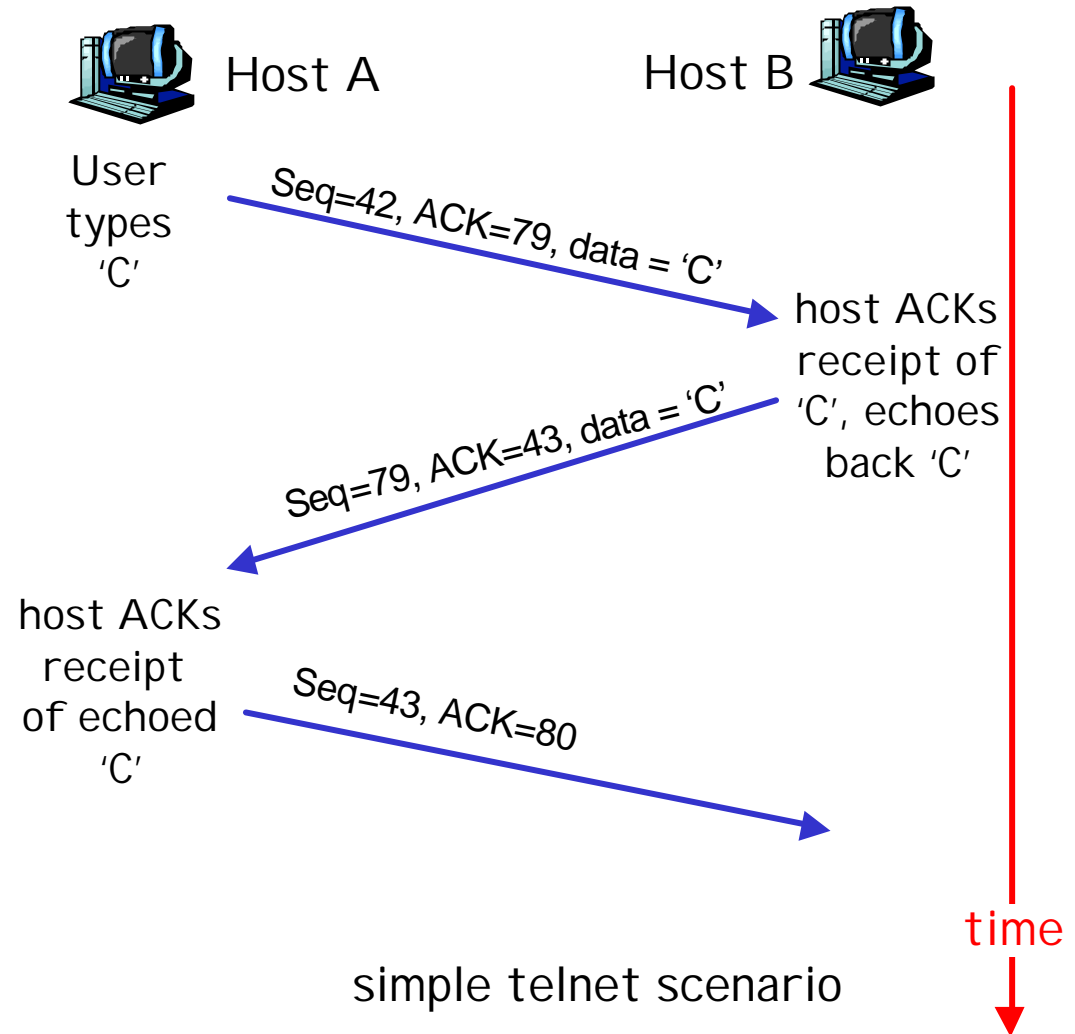 Host A
Host B
User
types
‘C’
Seq=42, ACK=79, data = ‘C’
host ACKs
receipt of
‘C’, echoes
back ‘C’
Seq=79, ACK=43, data = ‘C’
host ACKs
receipt
of echoed
‘C’
Seq=43, ACK=80
time
simple telnet scenario